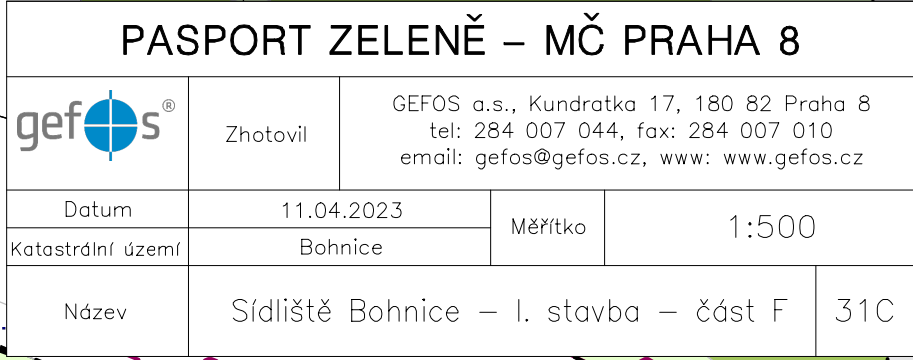 PASPORT ZELENĚ – MČ PRAHA 8
gefos®
Zhotovil
GEFOS a.s., Kundratka 17, 180 82 Praha 8
tel: 284 007 044, fax: 284 007 010
email: gefos@gefos.cz, www: www.gefos.cz
Datum
11.04.2023
Měřítko
1:500
Katastrální území
Bohnice
Název
Sídliště Bohnice – I. stavba – část F
31C